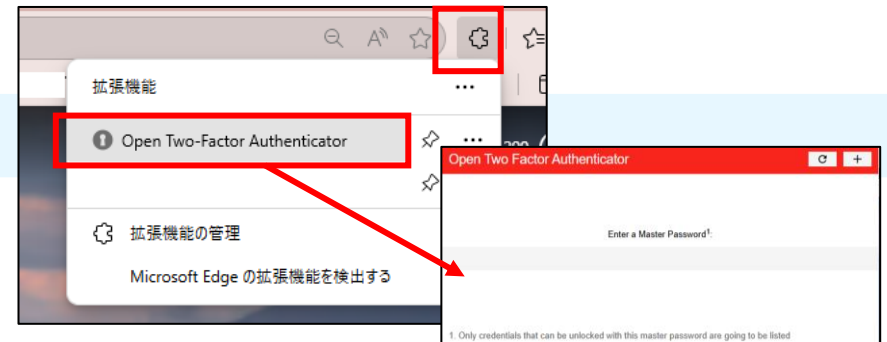 A
拡張機能
Open Two-Factor Authenticator
拡張機能の管理
Microsoft Edge の拡張機能を検出する
Open Two Factor Authenticator
Enter a Master Password1:
1. Only credentials that can be unlocked with this master password are going to be listed